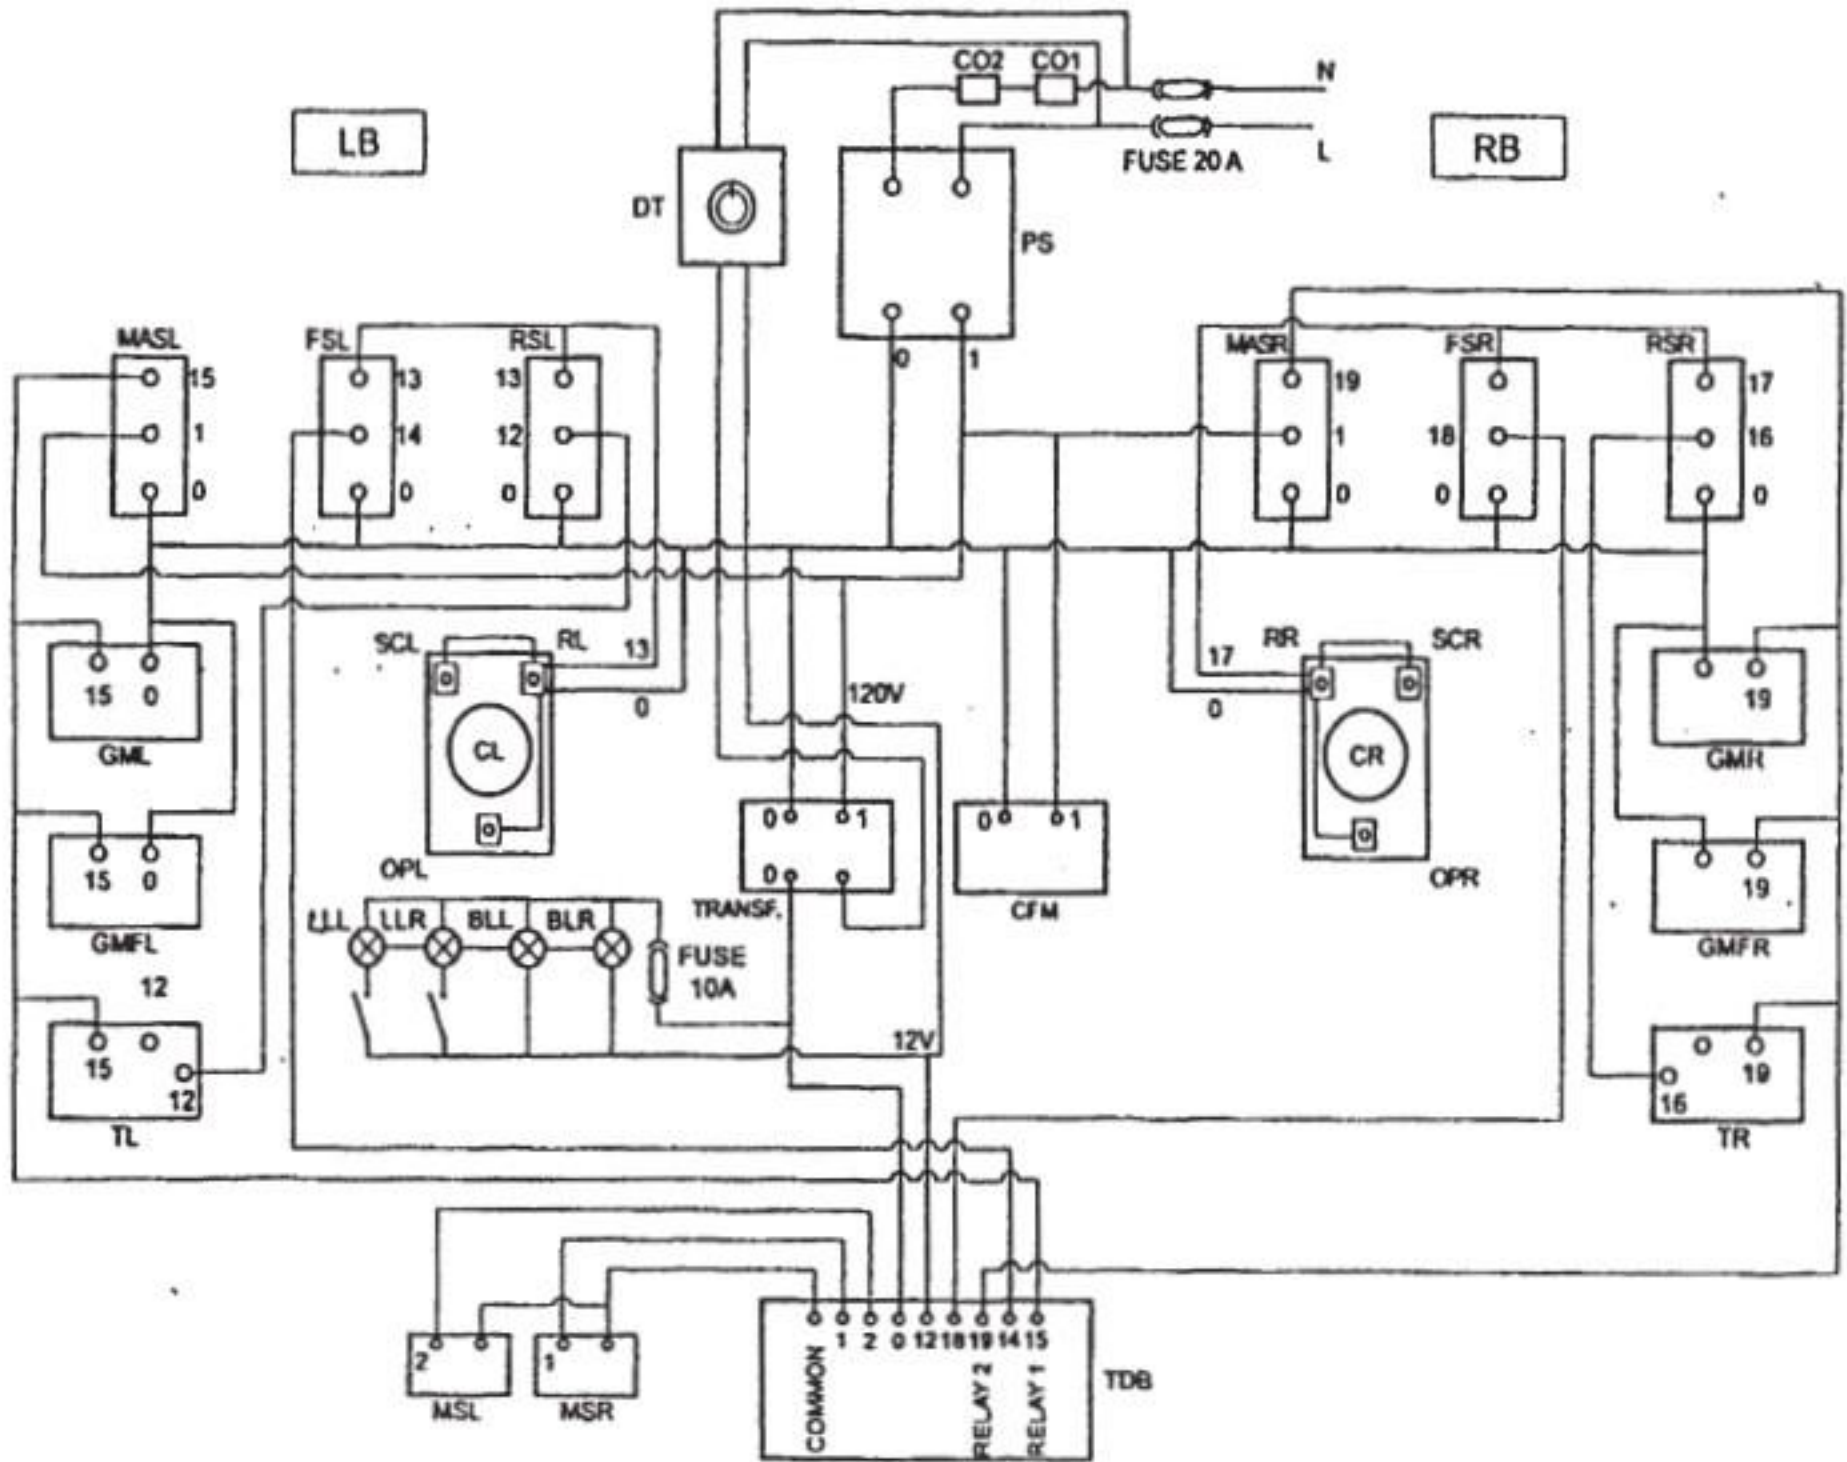 CO2 CO1
N
LB
RB
L
FUSE 20 A
DT
PS
0 1
MASL FSL RSL
15 13 13
1 14 12
0 0 0
MASR FSR RSR
19 17
1 18 16
0 0 0
SCL RL 13
0
120V
17 RR SCR
0
15 0
GML
CL
CR
19
GMR
0 1
0
TRANSF.
0 1
CFM
OPL
OPR
15 0
GMFL
19
GMFR
LLL LLR BLL BLR
FUSE
10A
12
12V
15
12
TL
19
16
TR
2
MSL
1
MSR
1 2 0 12 18 19 14 15
COMMON
RELAY 2
RELAY 1
TDB